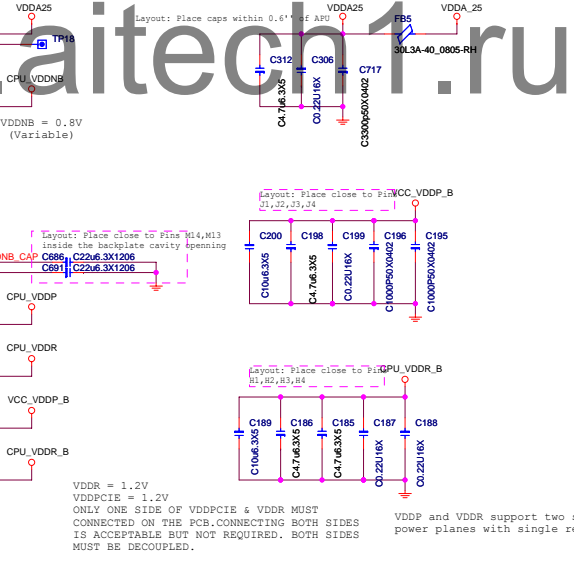 VDDA25
VDDA25
VDDA_25
Layout: Place caps within 0.6'' of APU
FB5
TP18
30L3A-40_0805-RH
.aitech1.ru
C312
C306
C717
CPU_VDDNB
C4.7u6.3X5
C0.22U16X
C3300p50X0402
VDDNB = 0.8V
(Variable)
Layout: Place close to Pins
J1,J2,J3,J4
VCC_VDDP_B
C200
C198
C199
C196
C195
C10u6.3X5
C4.7u6.3X5
C0.22U16X
C1000P50X0402
C1000P50X0402
Layout: Place close to Pins M14,M13
inside the backplate cavity opening
NB_CAP
C686
C22u6.3X1206
C691
C22u6.3X1206
CPU_VDDP
CPU_VDDR
Layout: Place close to Pins
H1,H2,H3,H4
CPU_VDDR_B
VCC_VDDP_B
C189
C186
C185
C187
C188
C10u6.3X5
C4.7u6.3X5
C4.7u6.3X5
C0.22U16X
C0.22U16X
CPU_VDDR_B
VDDR = 1.2V
VDDPCIE = 1.2V
ONLY ONE SIDE OF VDDPCIE & VDDR MUST
CONNECTED ON THE PCB.CONNECTING BOTH SIDES
IS ACCEPTABLE BUT NOT REQUIRED. BOTH SIDES
MUST BE DECOUPLED.
VDDP and VDDR support two s
power planes with single re